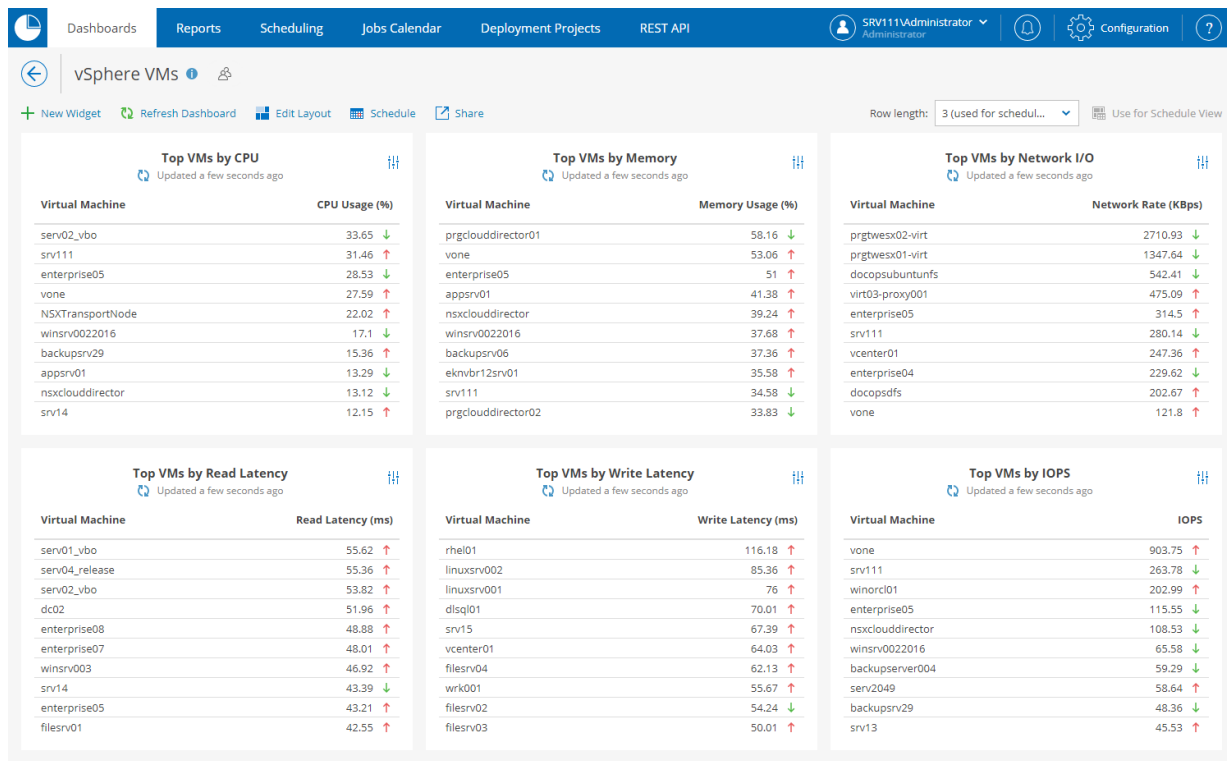 Dashboards Reports Scheduling Jobs Calendar Deployment Projects REST API SRV111\Administrator Configuration ?
Administrator
vSphere VMs i
New Widget Refresh Dashboard Edit Layout Schedule Share Row length: 3 (used for schedul... Use for Schedule View
Top VMs by CPU
Updated a few seconds ago
Virtual Machine CPU Usage (%)
serv02_vbo 33.65 ↓
srv111 31.46 ↑
enterprise05 28.53 ↓
vone 27.59 ↑
NSXTransportNode 22.02 ↑
winsrv0022016 17.1 ↓
backupsrv29 15.36 ↑
appsrv01 13.29 ↓
nsxclouddirector 13.12 ↓
srv14 12.15 ↑
Top VMs by Memory
Updated a few seconds ago
Virtual Machine Memory Usage (%)
prgclouddirector01 58.16 ↓
vone 53.06 ↑
enterprise05 51 ↑
appsrv01 41.38 ↑
nsxclouddirector 39.24 ↑
winsrv0022016 37.68 ↑
backupsrv06 37.36 ↑
eknvbr12srv01 35.58 ↑
srv111 34.58 ↓
prgclouddirector02 33.83 ↓
Top VMs by Network I/O
Updated a few seconds ago
Virtual Machine Network Rate (KBps)
prgtwesx02-virt 2710.93 ↓
prgtwesx01-virt 1347.64 ↓
docopsubuntunfs 542.41 ↓
virt03-proxy001 475.09 ↑
enterprise05 314.5 ↑
srv111 280.14 ↓
vcenter01 247.36 ↑
enterprise04 229.62 ↓
docopsdfs 202.67 ↑
vone 121.8 ↑
Top VMs by Read Latency
Updated a few seconds ago
Virtual Machine Read Latency (ms)
serv01_vbo 55.62 ↑
serv04_release 55.36 ↑
serv02_vbo 53.82 ↑
dc02 51.96 ↑
enterprise08 48.88 ↑
enterprise07 48.01 ↑
winsrv003 46.92 ↑
srv14 43.39 ↓
enterprise05 43.21 ↑
filesrv01 42.55 ↑
Top VMs by Write Latency
Updated a few seconds ago
Virtual Machine Write Latency (ms)
rhel01 116.18 ↑
linuxsrv002 85.36 ↑
linuxsrv001 76 ↑
dlsql01 70.01 ↑
srv15 67.39 ↑
vcenter01 64.03 ↑
filesrv04 62.13 ↑
wrk001 55.67 ↑
filesrv02 54.24 ↓
filesrv03 50.01 ↑
Top VMs by IOPS
Updated a few seconds ago
Virtual Machine IOPS
vone 903.75 ↑
srv111 263.78 ↓
winorcl01 202.99 ↑
enterprise05 115.55 ↓
nsxclouddirector 108.53 ↓
winsrv0022016 65.58 ↓
backupserver004 59.29 ↓
serv2049 58.64 ↑
backupsrv29 48.36 ↓
srv13 45.53 ↑